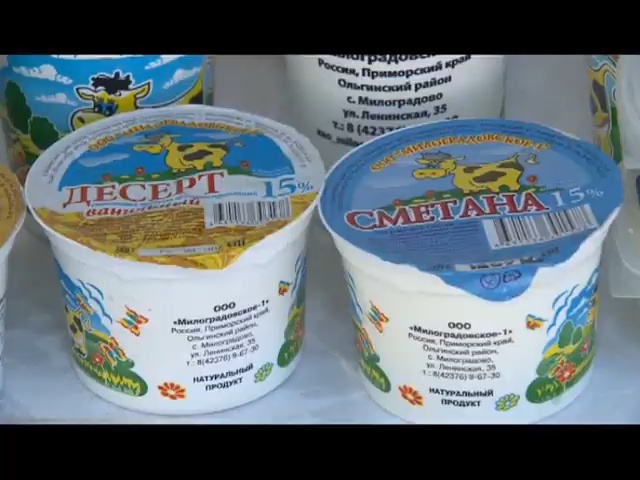 Милоградовское
Россия, Приморский край
Ольгинский район
с. Милоградово
ул. Ленинская, 35
т.: 8(42376)
ООО "МИЛОГРАДОВСКОЕ-1"
ДЕСЕРТ
15%
ванильный
ООО
«Милоградовское-1»
Россия, Приморский край,
Ольгинский район,
с. Милоградово,
ул. Ленинская, 35
т.: 8(42376) 9-67-30
НАТУРАЛЬНЫЙ
ПРОДУКТ
ООО "МИЛОГРАДОВСКОЕ-1"
СМЕТАНА 15%
ООО
«Милоградовское-1»
Россия, Приморский край,
Ольгинский район,
с. Милоградово,
ул. Ленинская, 35
т.: 8(42376) 9-67-30
НАТУРАЛЬНЫЙ
ПРОДУКТ